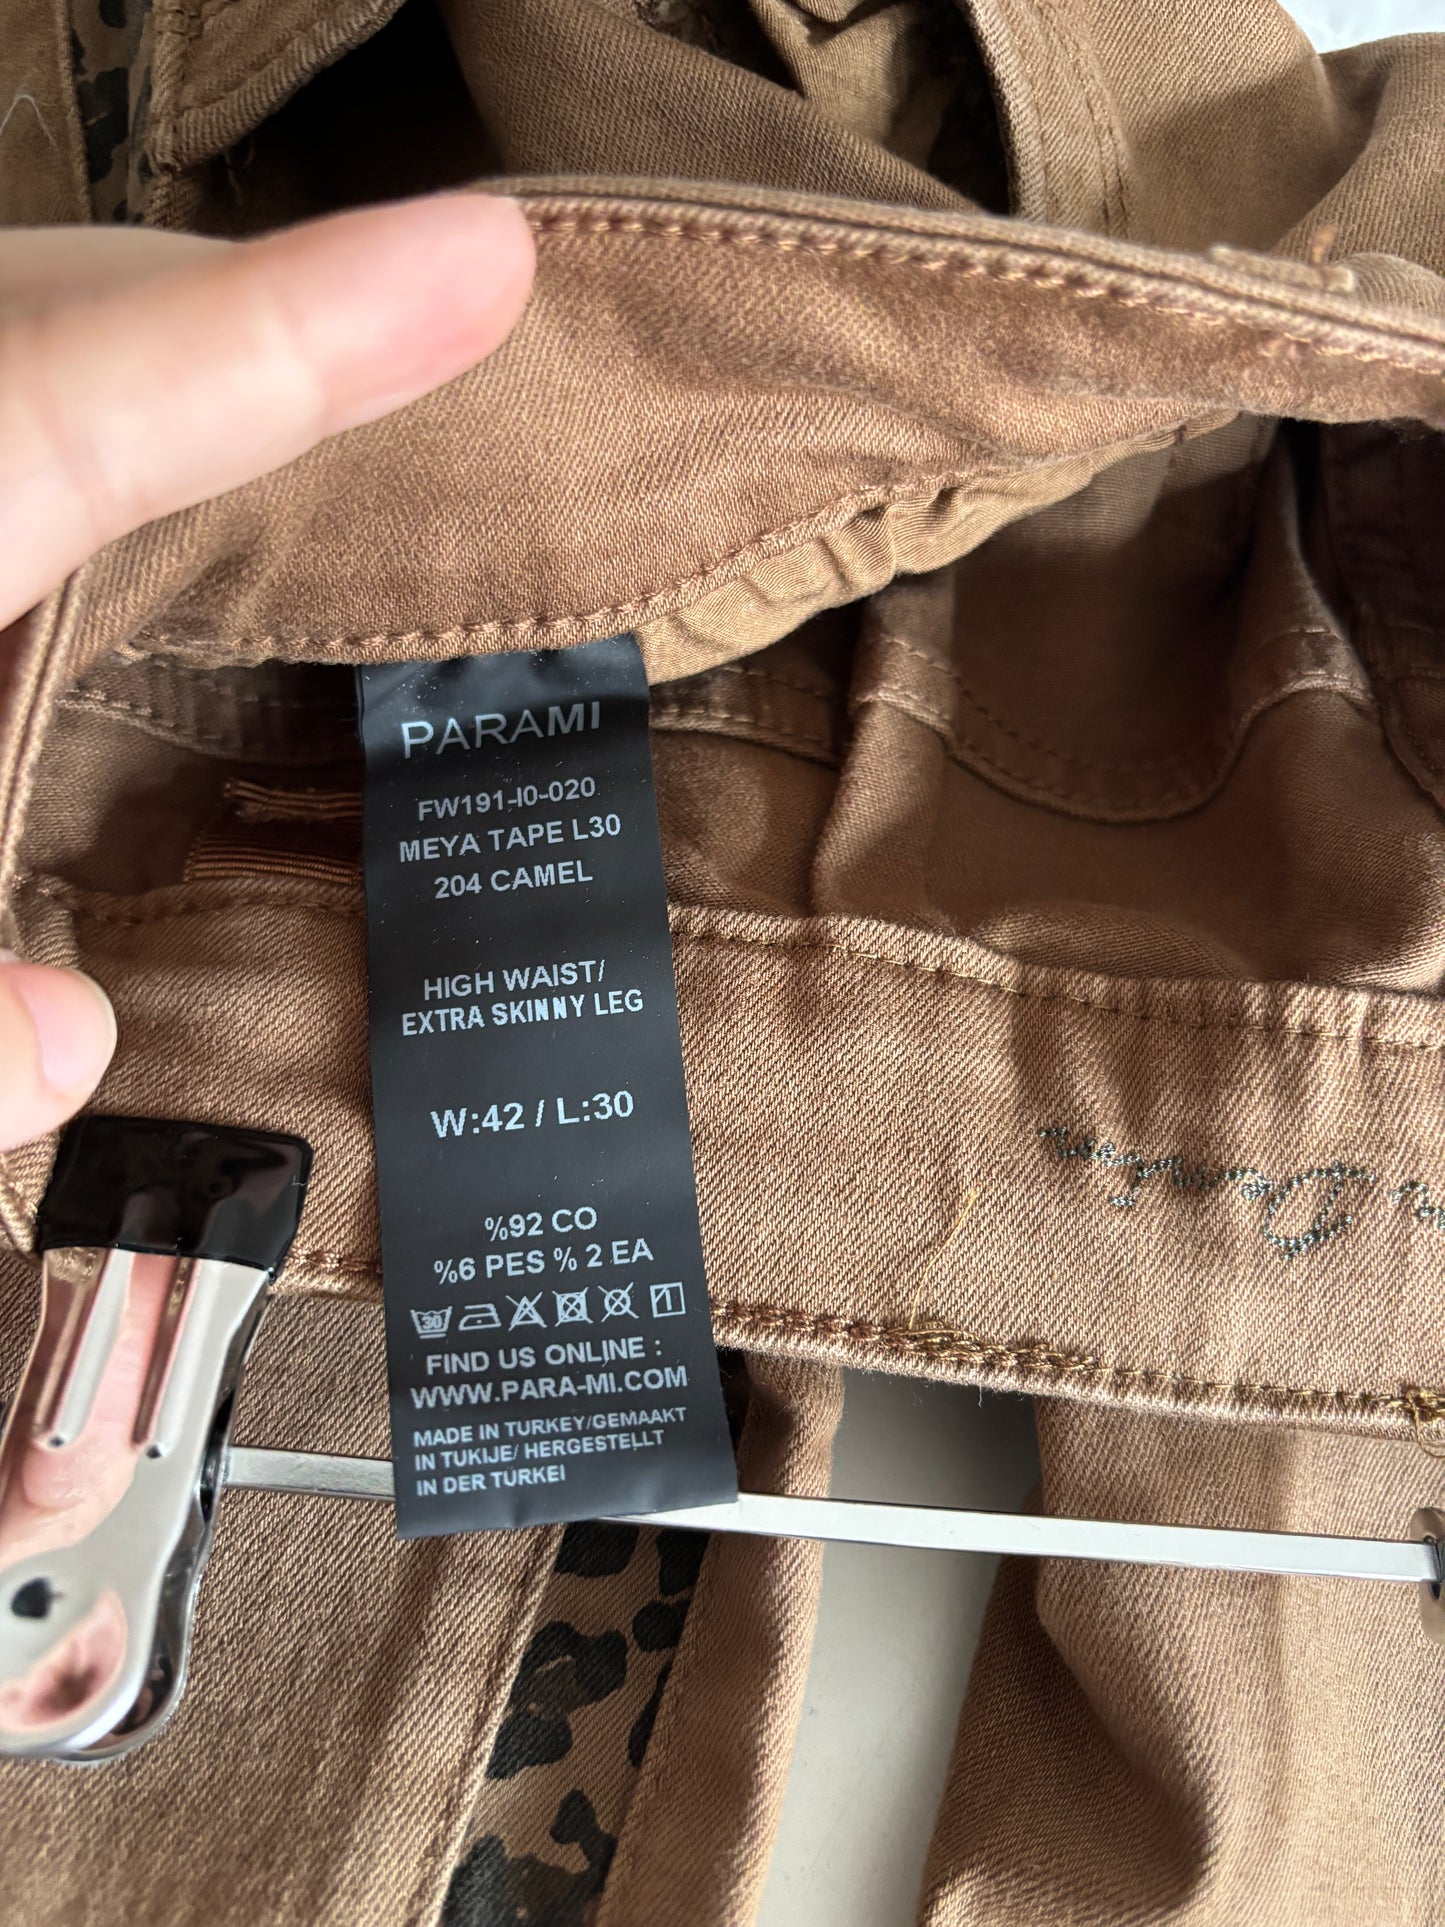 PARAMI
FW191-I0-020
MEYA TAPE L30
204 CAMEL
HIGH WAIST/
EXTRA SKINNY LEG
W:42 / L:30
%92 CO
%6 PES % 2 EA
30
1
FIND US ONLINE :
WWW.PARA-MI.COM
MADE IN TURKEY/GEMAAKT
IN TUKIJE/ HERGESTELLT
IN DER TURKEI